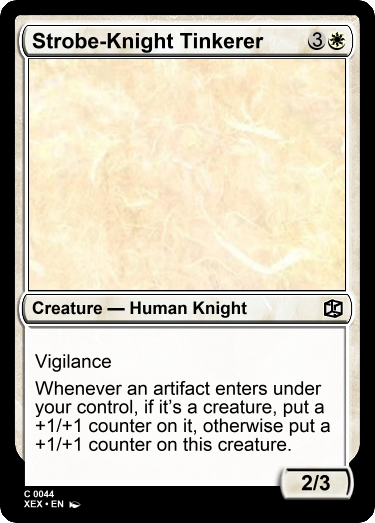 Strobe-Knight Tinkerer 3
Creature — Human Knight
Vigilance
Whenever an artifact enters under
your control, if it's a creature, put a
+1/+1 counter on it, otherwise put a
+1/+1 counter on this creature.
2/3
C 0044
XEX • EN